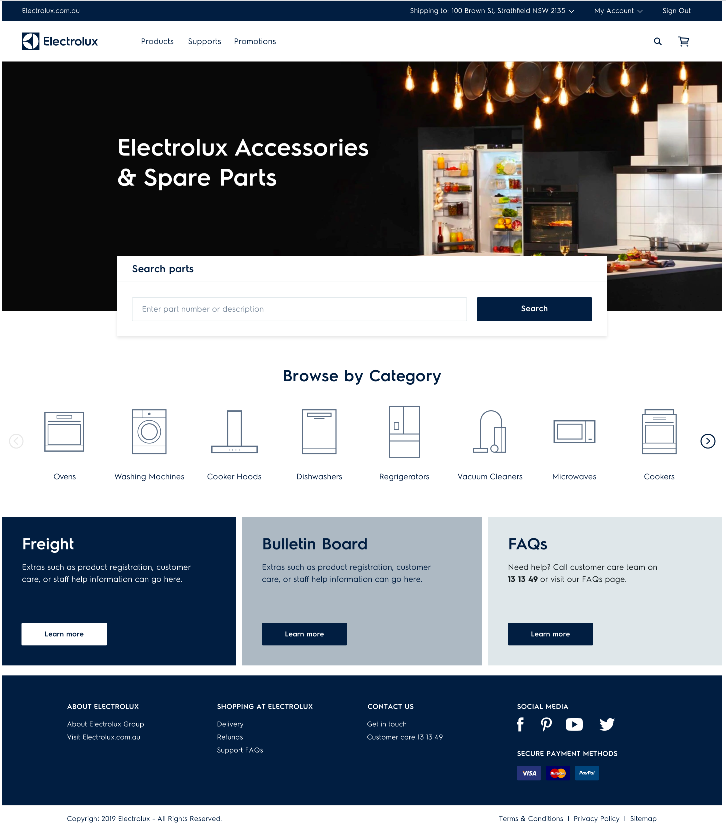 Electrolux.com.au
Shipping to: 100 Brown St, Strathfield NSW 2135
My Account
Sign Out
Electrolux
Products
Supports
Promotions
Electrolux Accessories
& Spare Parts
Search parts
Enter part number or description
Search
Browse by Category
Ovens
Washing Machines
Cooker Hoods
Dishwashers
Regrigerators
Vacuum Cleaners
Microwaves
Cookers
Freight
Extras such as product registration, customer
care, or staff help information can go here.
Learn more
Bulletin Board
Extras such as product registration, customer
care, or staff help information can go here.
Learn more
FAQs
Need help? Call customer care team on
13 13 49 or visit our FAQs page.
Learn more
ABOUT ELECTROLUX
About Electrolux Group
Visit Electrolux.com.au
SHOPPING AT ELECTROLUX
Delivery
Refunds
Support FAQs
CONTACT US
Get in touch
Customer care 13 13 49
SOCIAL MEDIA
YouTube
SECURE PAYMENT METHODS
VISA
MasterCard
PayPal
Copyright 2019 Electrolux - All Rights Reserved.
Terms & Conditions | Privacy Policy | Sitemap